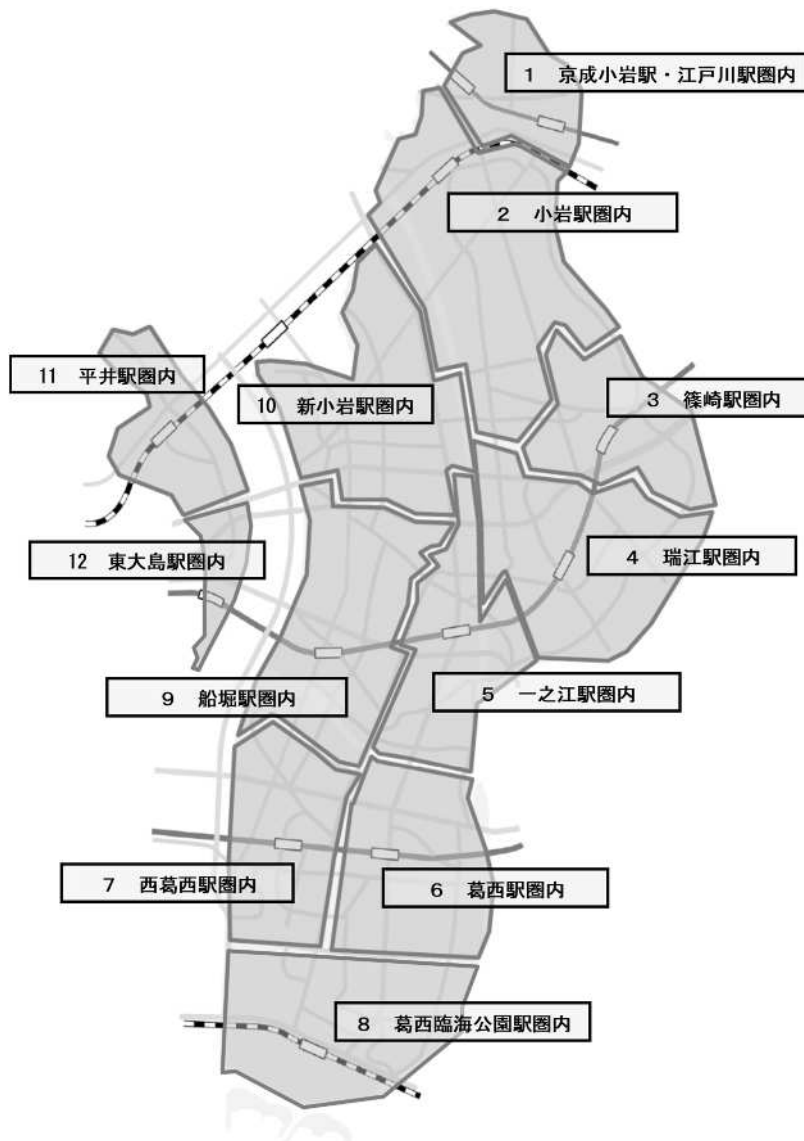 1 京成小岩駅・江戸川駅圏内
2 小岩駅圏内
11 平井駅圏内
10 新小岩駅圏内
3 篠崎駅圏内
12 東大島駅圏内
4 瑞江駅圏内
9 船堀駅圏内
5 一之江駅圏内
7 西葛西駅圏内
6 葛西駅圏内
8 葛西臨海公園駅圏内